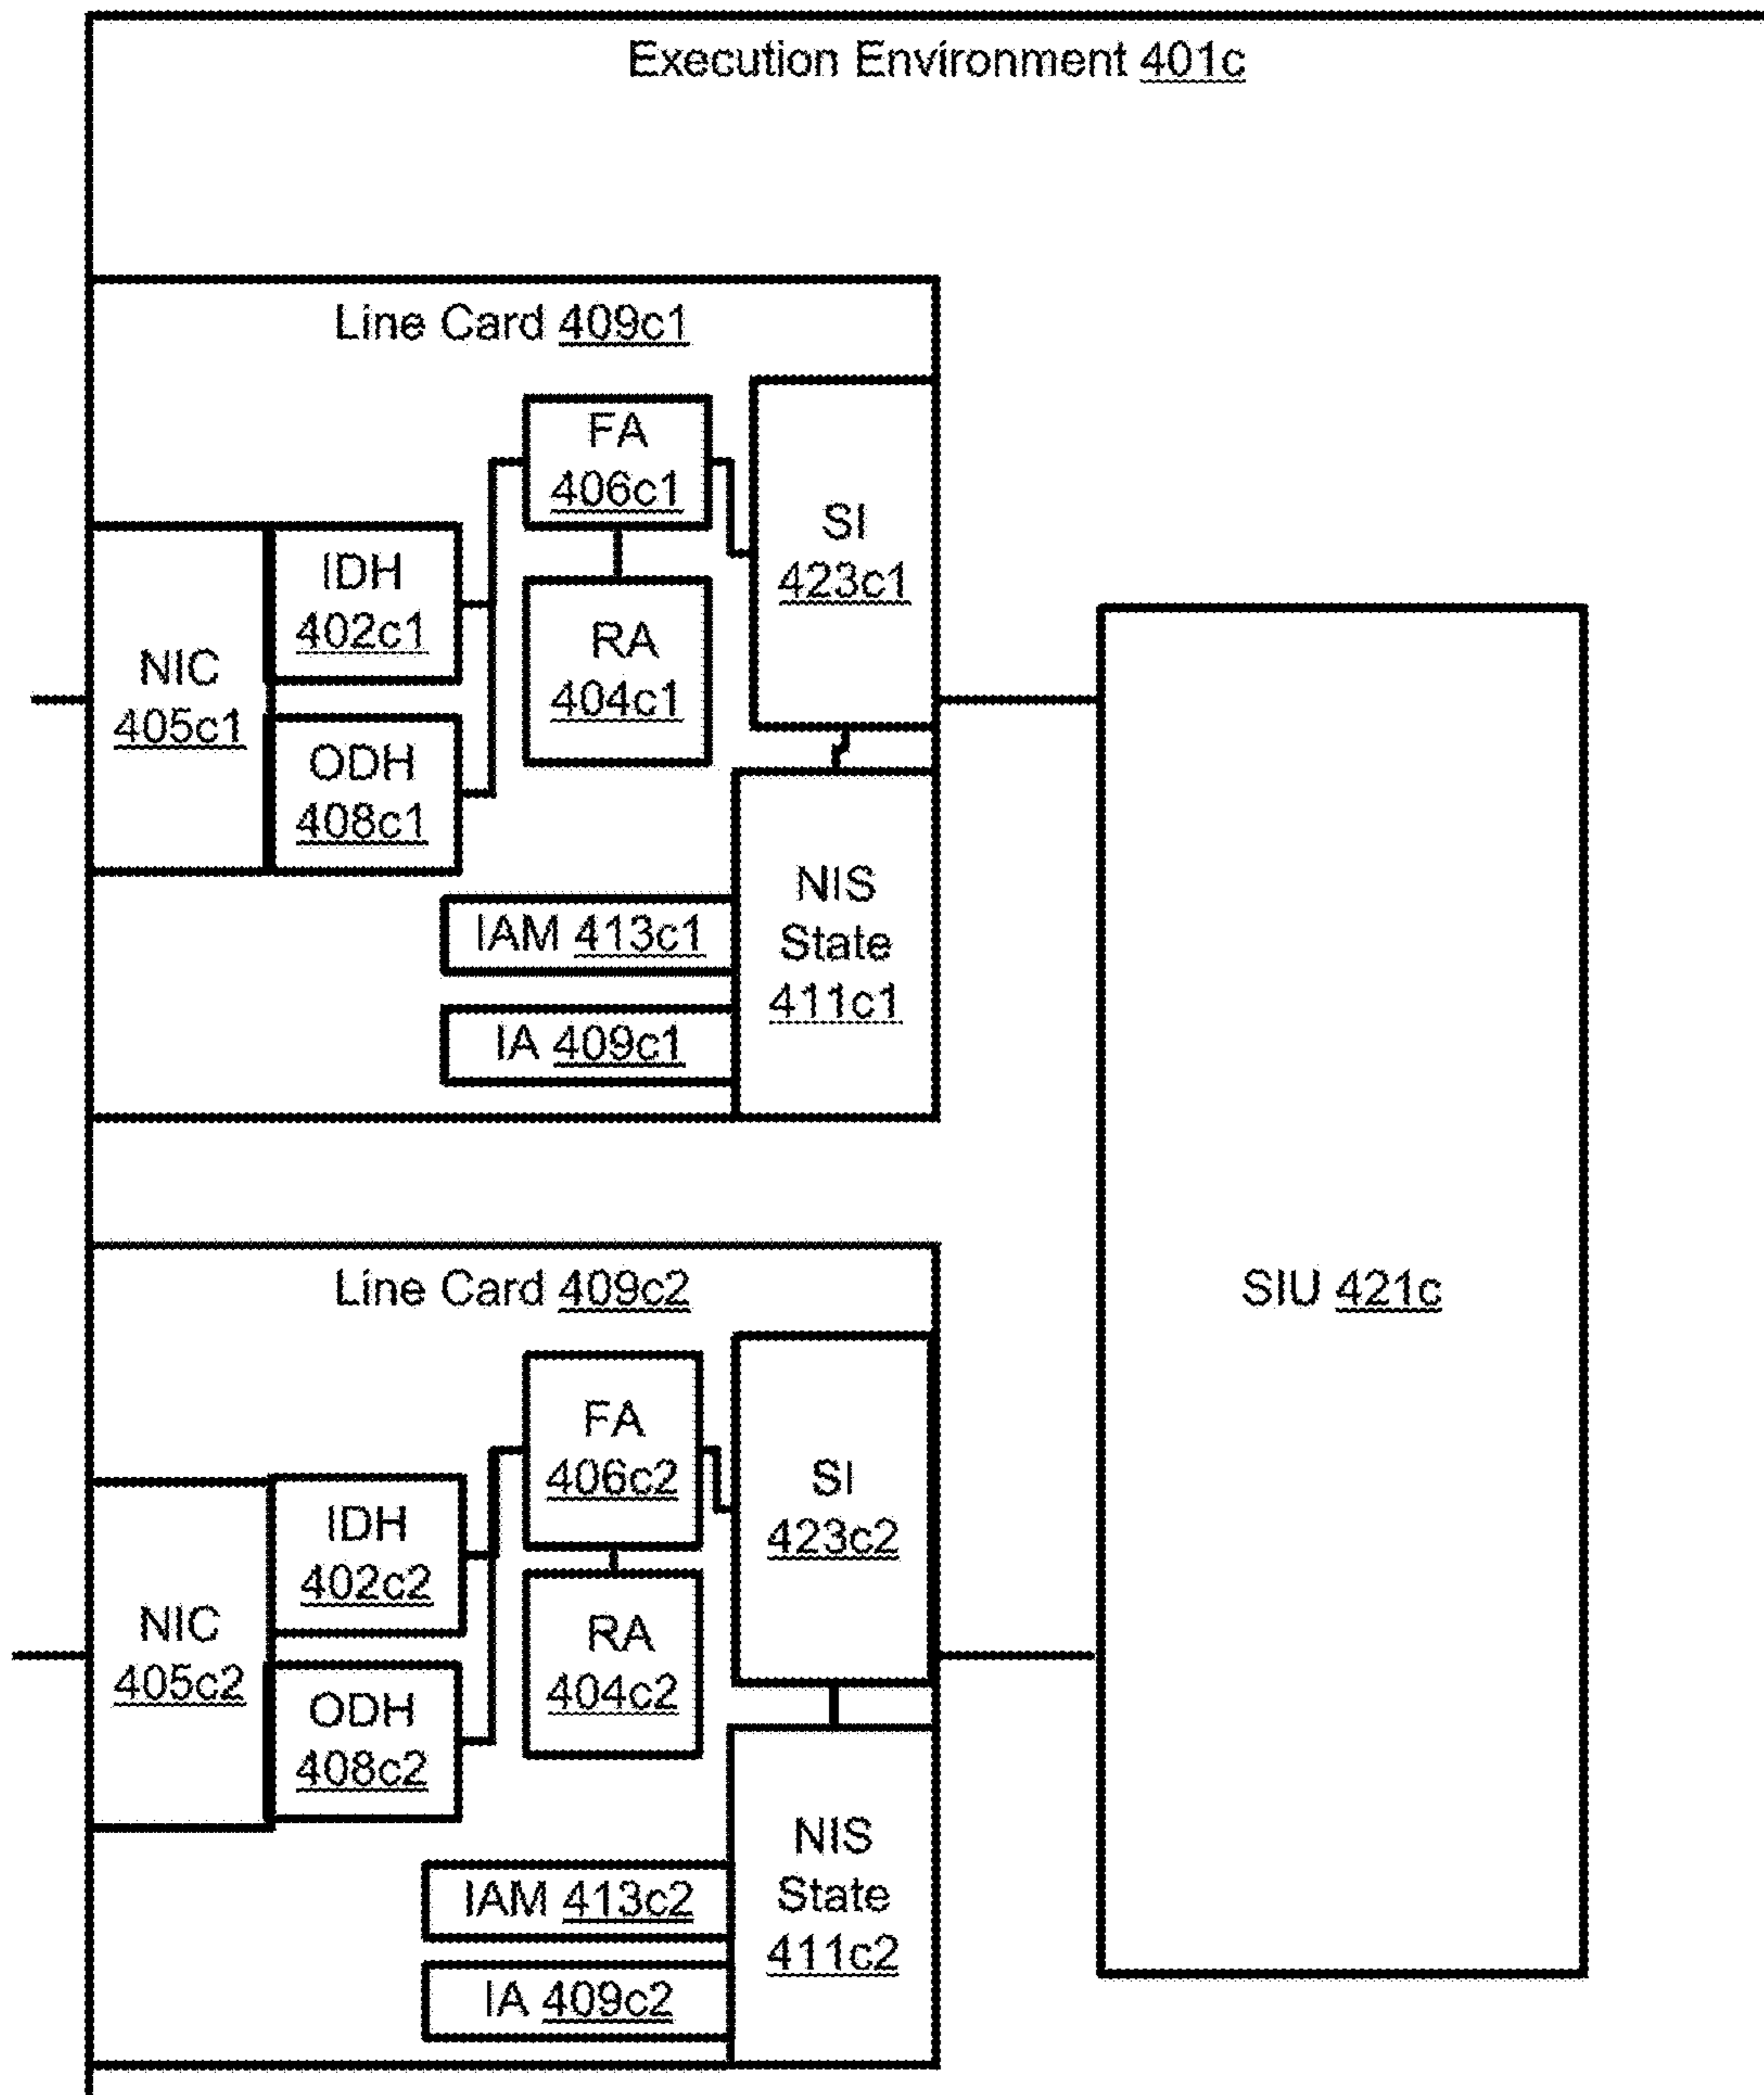 Execution Environment 401c
Line Card 409c1
FA
406c1
SI
423c1
IDH
402c1
RA
404c1
NIC
405c1
ODH
408c1
NIS
State
411c1
IAM 413c1
IA 409c1
SIU 421c
Line Card 409c2
FA
406c2
SI
423c2
IDH
402c2
RA
404c2
NIC
405c2
ODH
408c2
NIS
State
411c2
IAM 413c2
IA 409c2